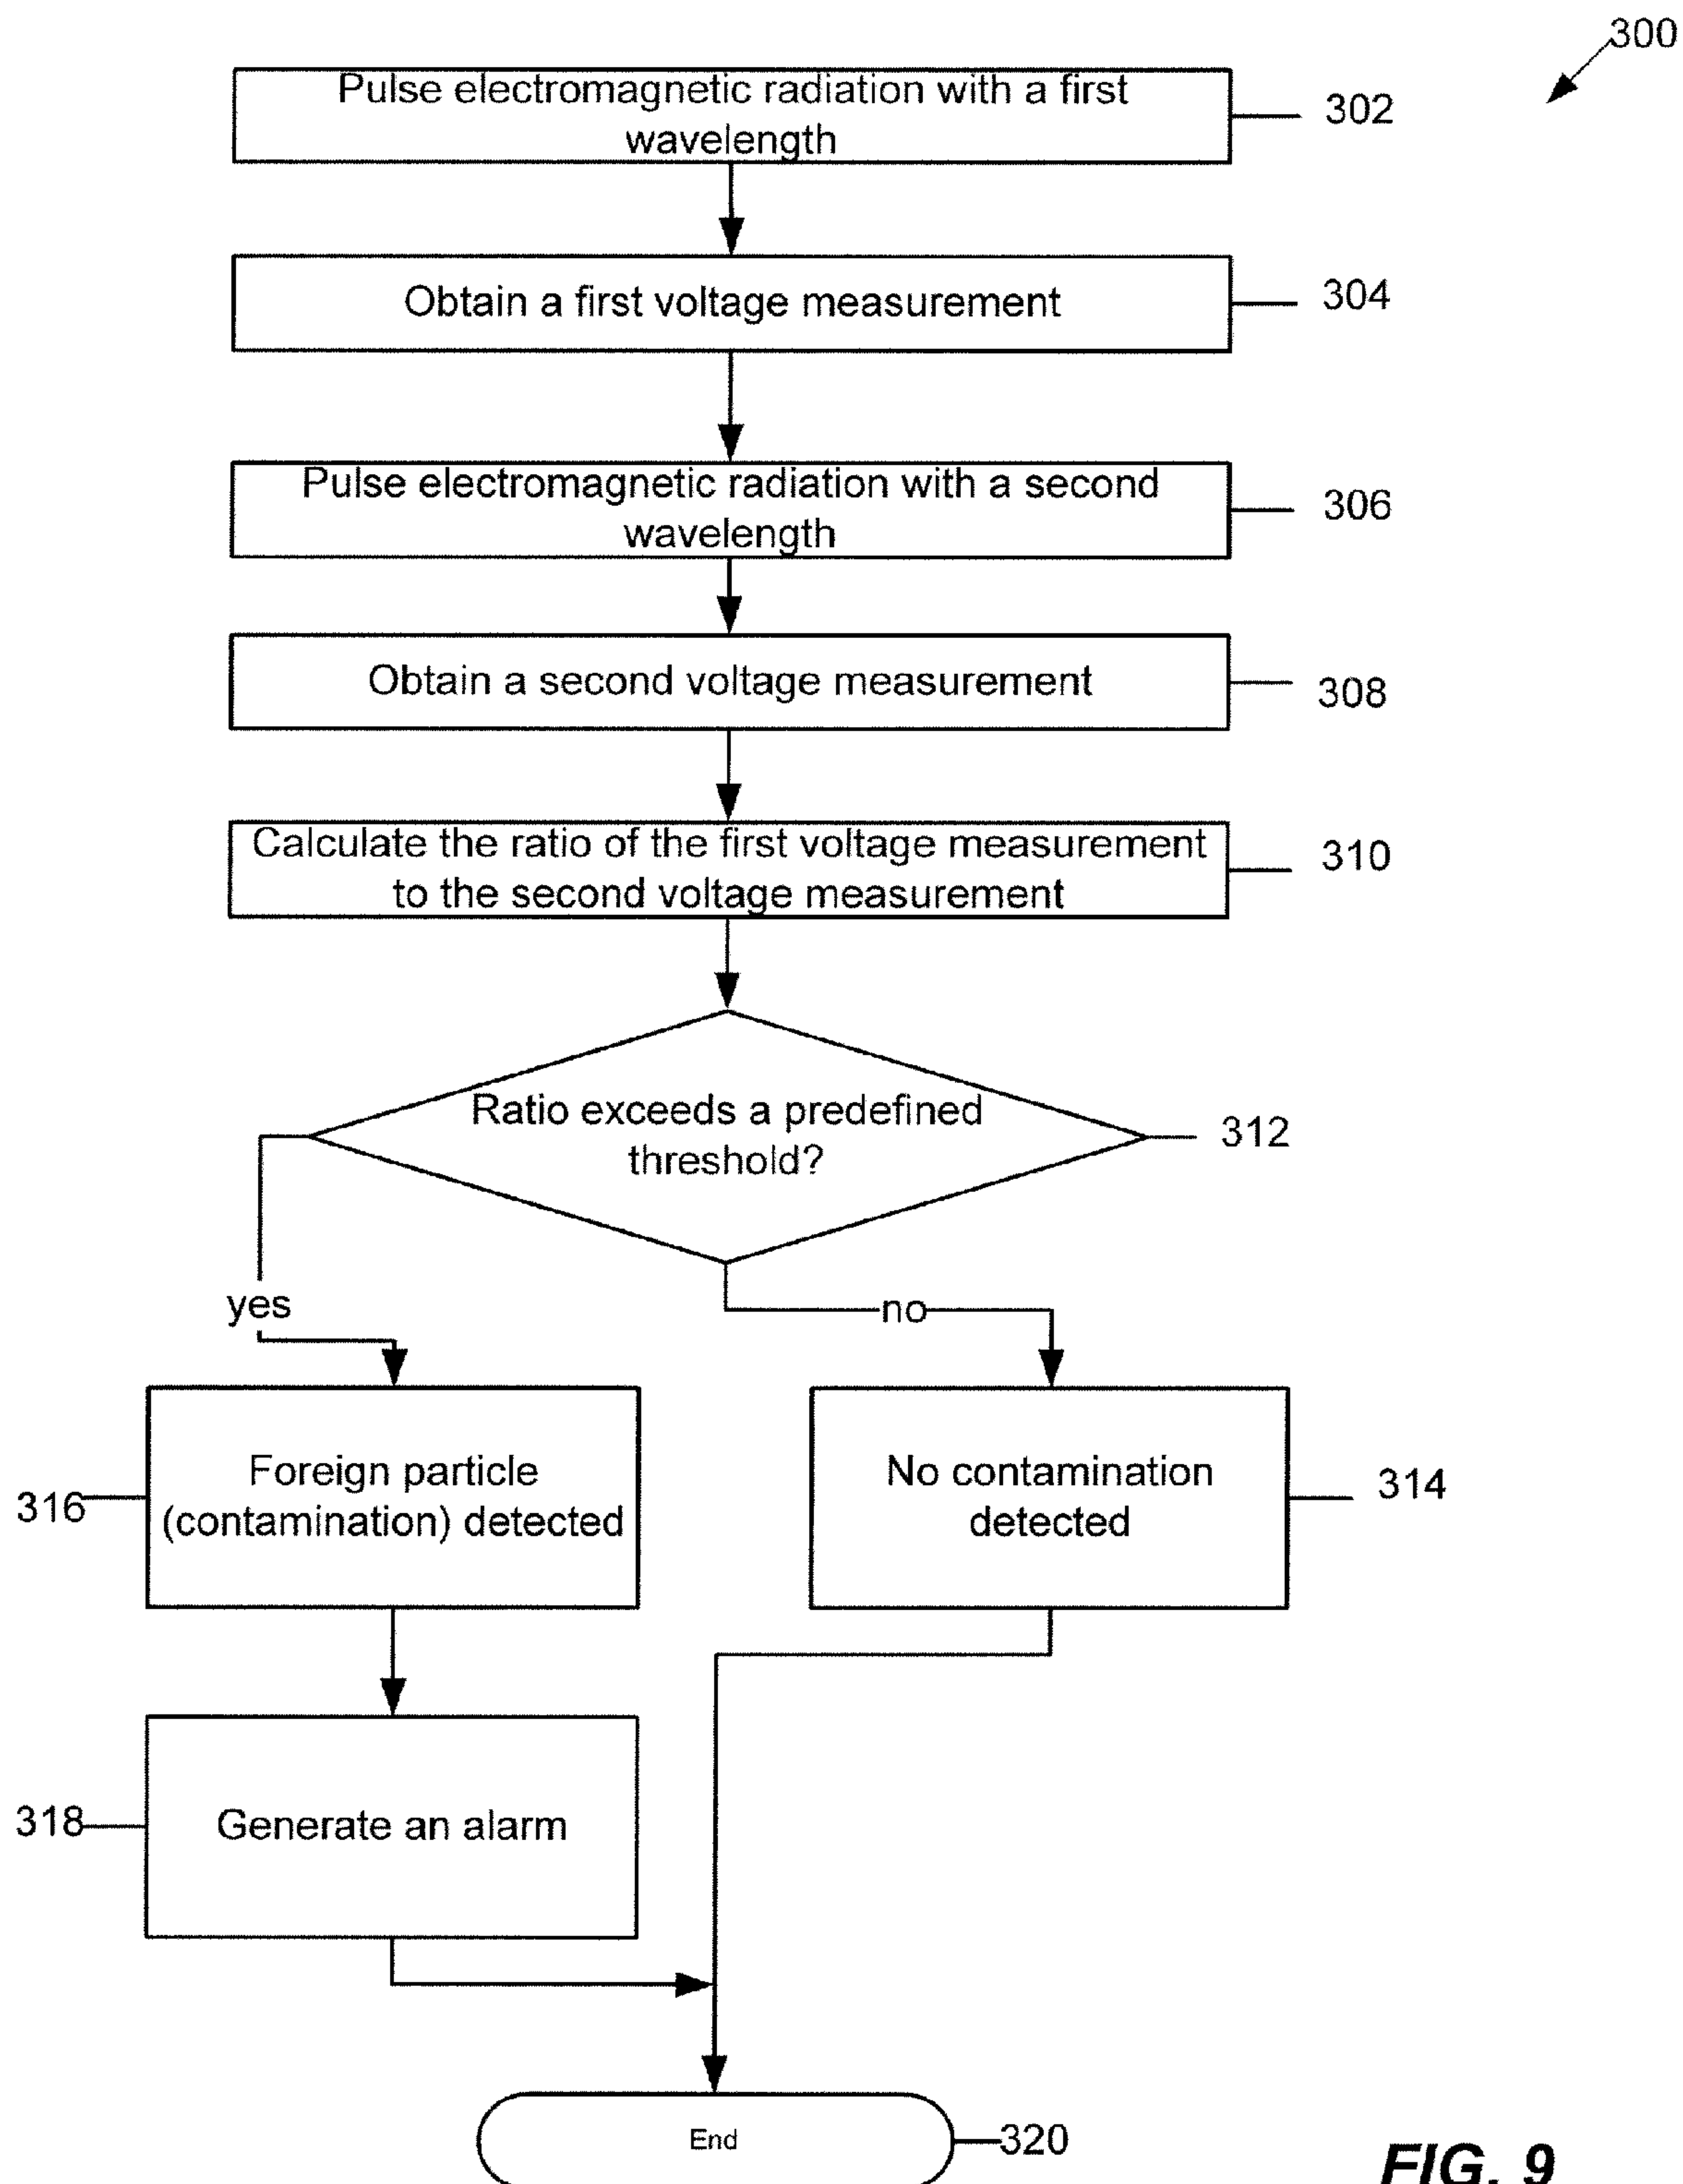 300
Pulse electromagnetic radiation with a first
wavelength
302
Obtain a first voltage measurement
304
Pulse electromagnetic radiation with a second
wavelength
306
Obtain a second voltage measurement
308
Calculate the ratio of the first voltage measurement
to the second voltage measurement
310
Ratio exceeds a predefined
threshold?
312
yes
no
Foreign particle
(contamination) detected
316
No contamination
detected
314
Generate an alarm
318
End
320
FIG. 9